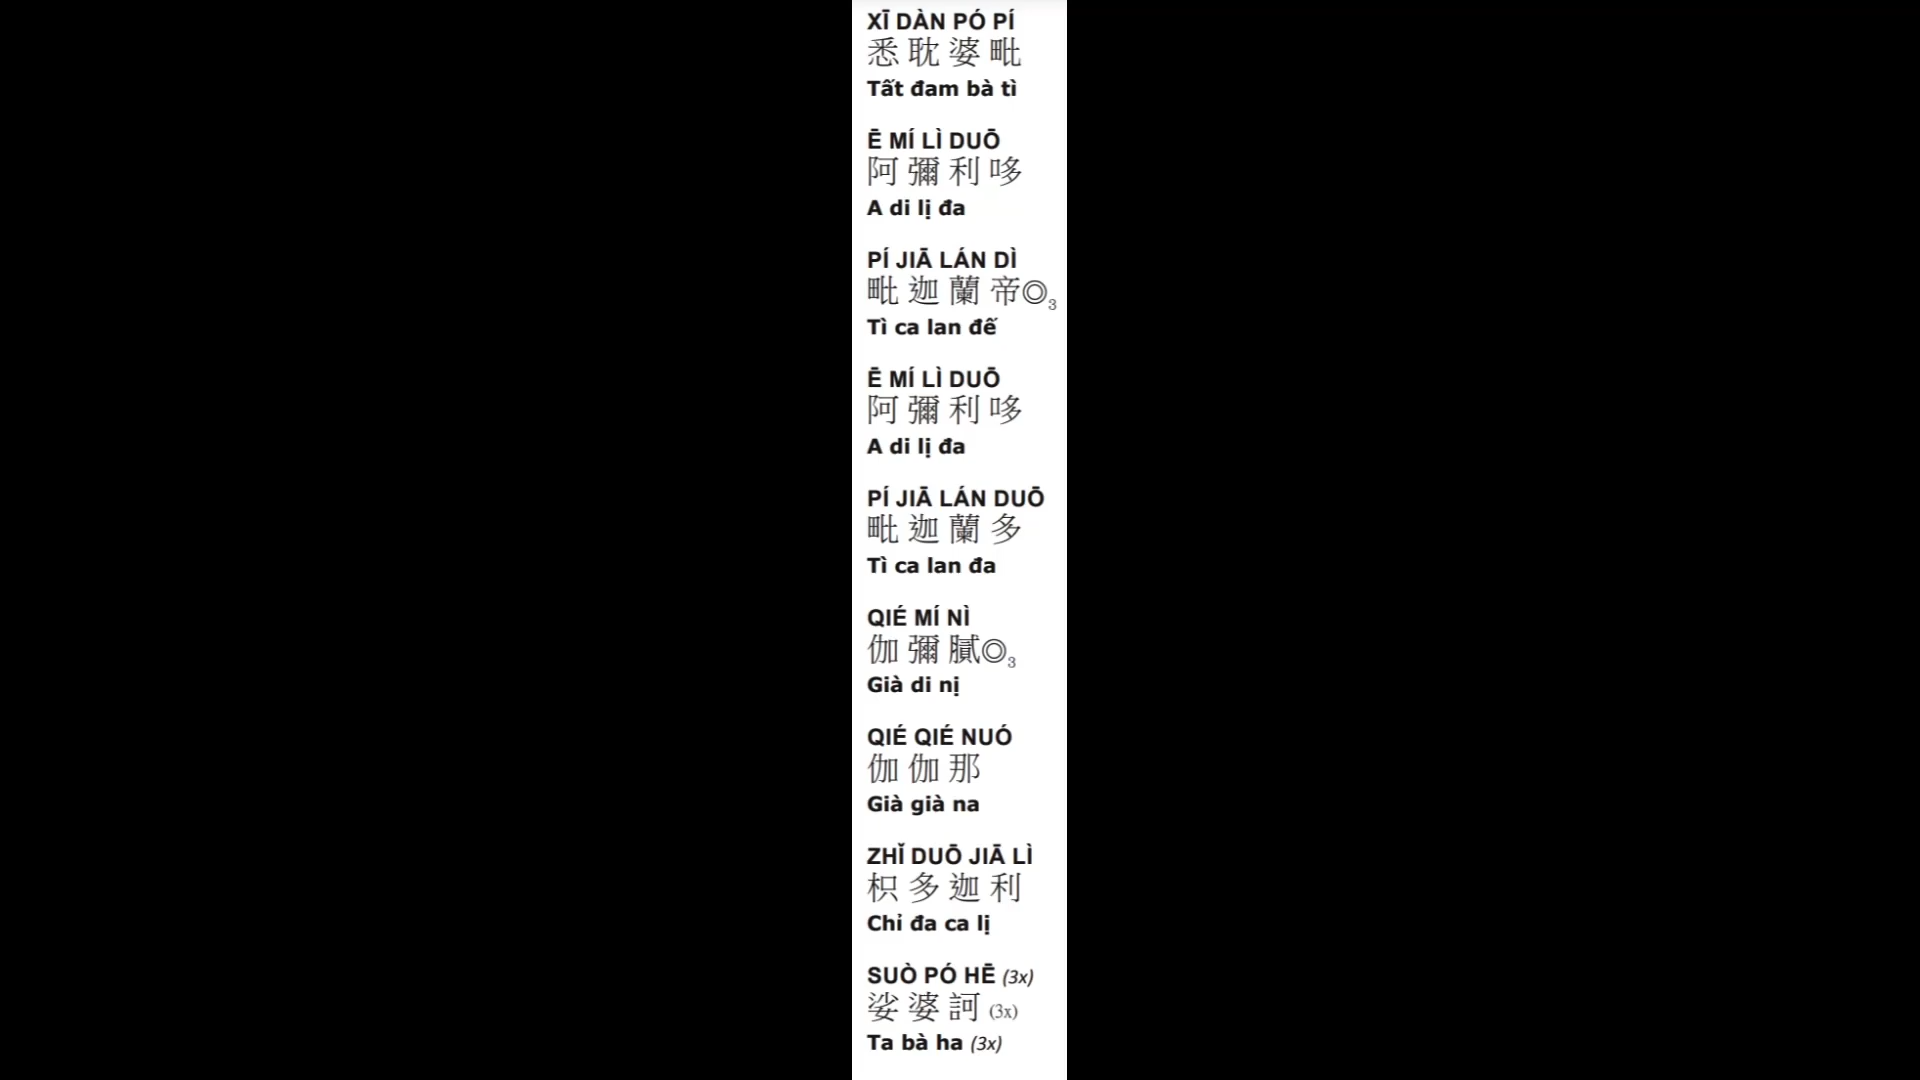 XĪ DÀN PÓ PÍ
悉 耽 婆 毗
Tất đam bà tì
Ē MÍ LÌ DUŌ
阿 彌 利 哆
A di lị đa
PÍ JIĀ LÁN DÌ
毗 迦 蘭 帝◎3
Tì ca lan đế
Ē MÍ LÌ DUŌ
阿 彌 利 哆
A di lị đa
PÍ JIĀ LÁN DUŌ
毗 迦 蘭 多
Tì ca lan đa
QIÉ MÍ NÌ
伽 彌 膩◎3
Già di nị
QIÉ QIÉ NUÓ
伽 伽 那
Già già na
ZHǏ DUŌ JIĀ LÌ
枳 多 迦 利
Chỉ đa ca lị
SUÒ PÓ HĒ (3x)
娑 婆 訶 (3x)
Ta bà ha (3x)